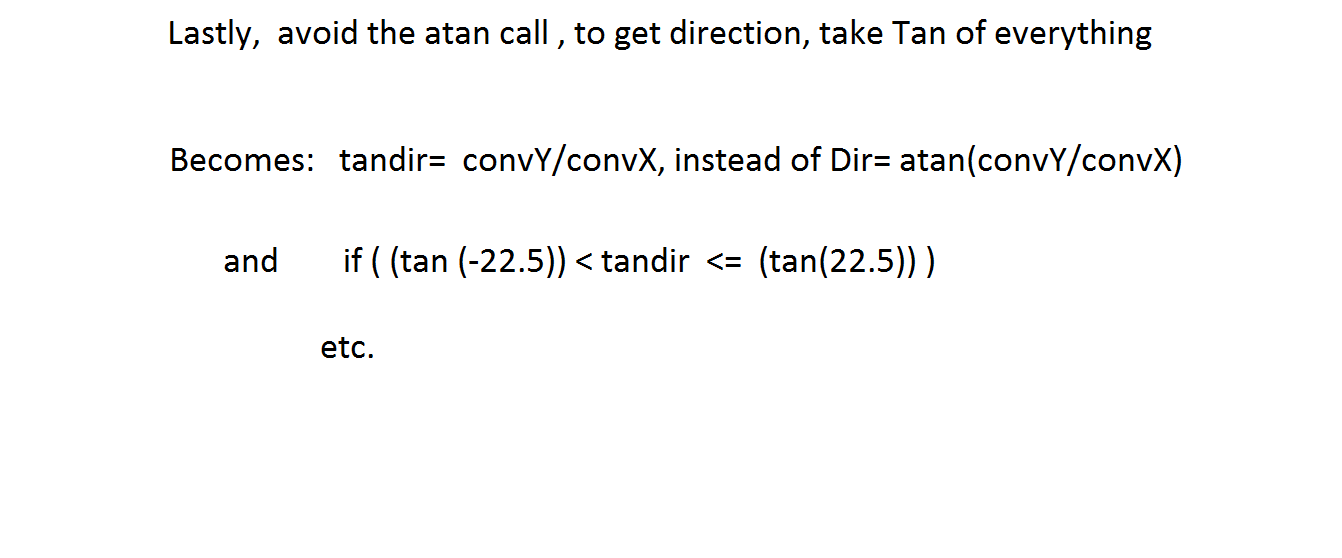 Lastly,  avoid the atan call , to get direction, take Tan of everything
Becomes:  tandir=  convY/convX, instead of Dir= atan(convY/convX)
and    if ( (tan (-22.5)) < tandir  <=  (tan(22.5)) )
etc.